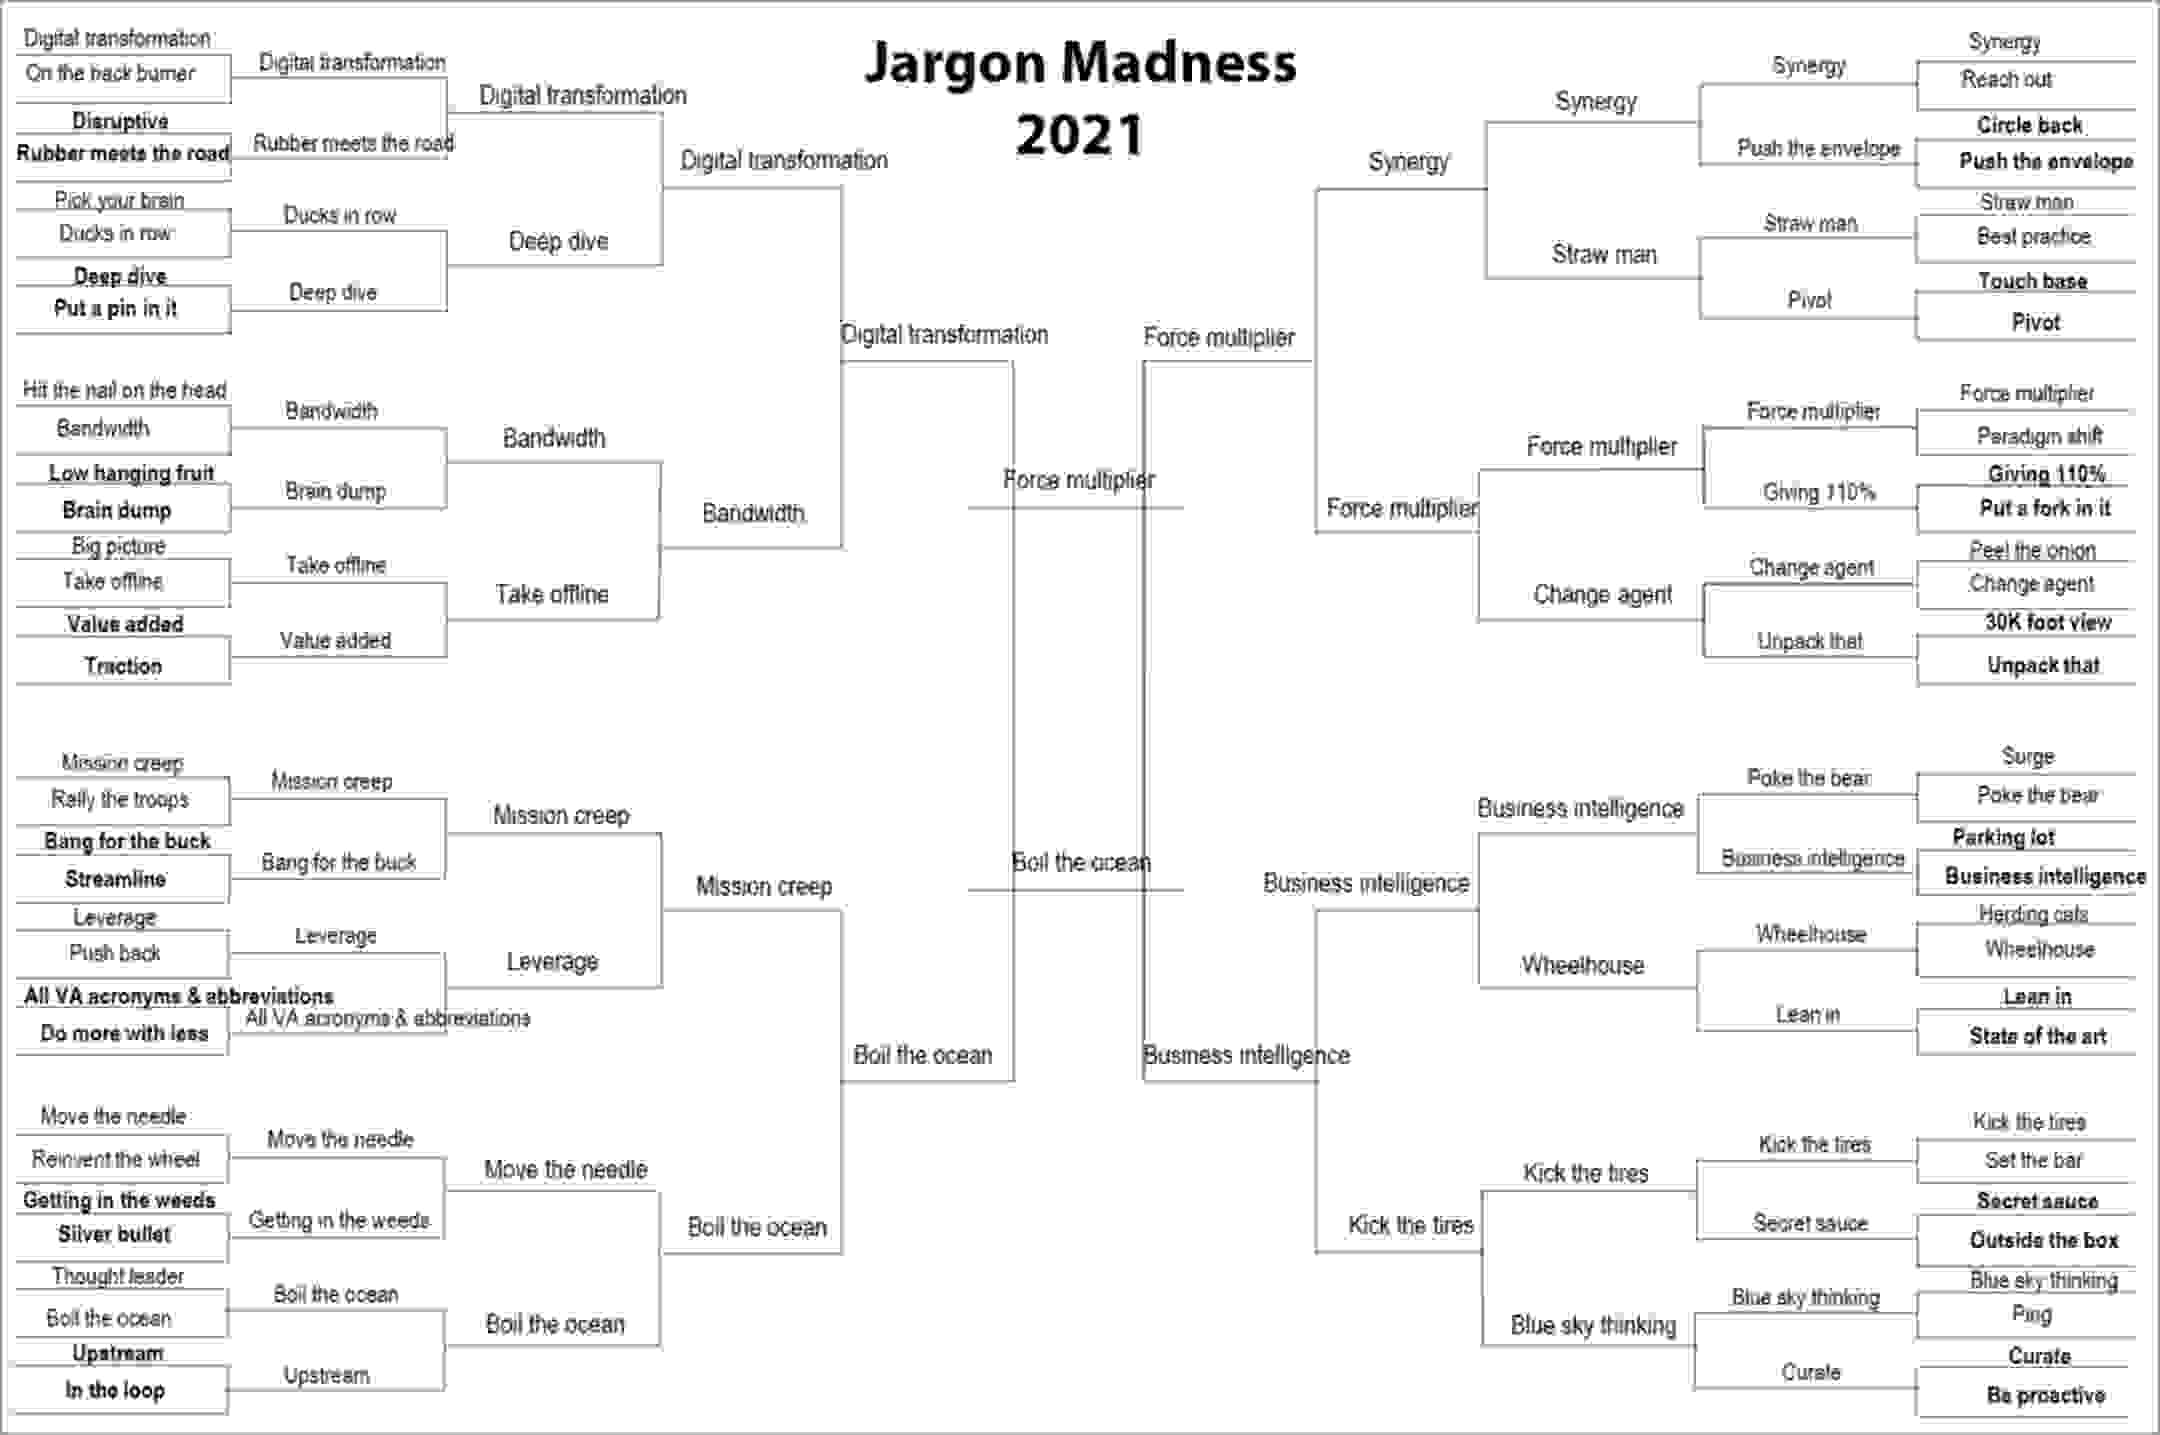 Jargon Madness
2021
Digital transformation
On the back burner
Disruptive
Rubber meets the road
Pick your brain
Ducks in row
Deep dive
Put a pin in it
Hit the nail on the head
Bandwidth
Low hanging fruit
Brain dump
Big picture
Take offline
Value added
Traction
Mission creep
Rally the troops
Bang for the buck
Streamline
Leverage
Push back
All VA acronyms & abbreviations
Do more with less
Move the needle
Reinvent the wheel
Getting in the weeds
Silver bullet
Thought leader
Boil the ocean
Upstream
In the loop
Digital transformation
Rubber meets the road
Ducks in row
Deep dive
Bandwidth
Brain dump
Take offline
Value added
Mission creep
Bang for the buck
Leverage
All VA acronyms & abbreviations
Move the needle
Getting in the weeds
Boil the ocean
Upstream
Digital transformation
Deep dive
Bandwidth
Take offline
Mission creep
Leverage
Move the needle
Boil the ocean
Digital transformation
Bandwidth
Mission creep
Boil the ocean
Digital transformation
Boil the ocean
Force multiplier
Boil the ocean
Force multiplier
Business intelligence
Synergy
Force multiplier
Business intelligence
Kick the tires
Synergy
Straw man
Force multiplier
Change agent
Business intelligence
Wheelhouse
Kick the tires
Blue sky thinking
Synergy
Push the envelope
Straw man
Pivot
Force multiplier
Giving 110%
Change agent
Unpack that
Poke the bear
Business intelligence
Wheelhouse
Lean in
Kick the tires
Secret sauce
Blue sky thinking
Curate
Synergy
Reach out
Circle back
Push the envelope
Straw man
Best practice
Touch base
Pivot
Force multiplier
Paradigm shift
Giving 110%
Put a fork in it
Peel the onion
Change agent
30K foot view
Unpack that
Surge
Poke the bear
Parking lot
Business intelligence
Herding cats
Wheelhouse
Lean in
State of the art
Kick the tires
Set the bar
Secret sauce
Outside the box
Blue sky thinking
Ping
Curate
Be proactive